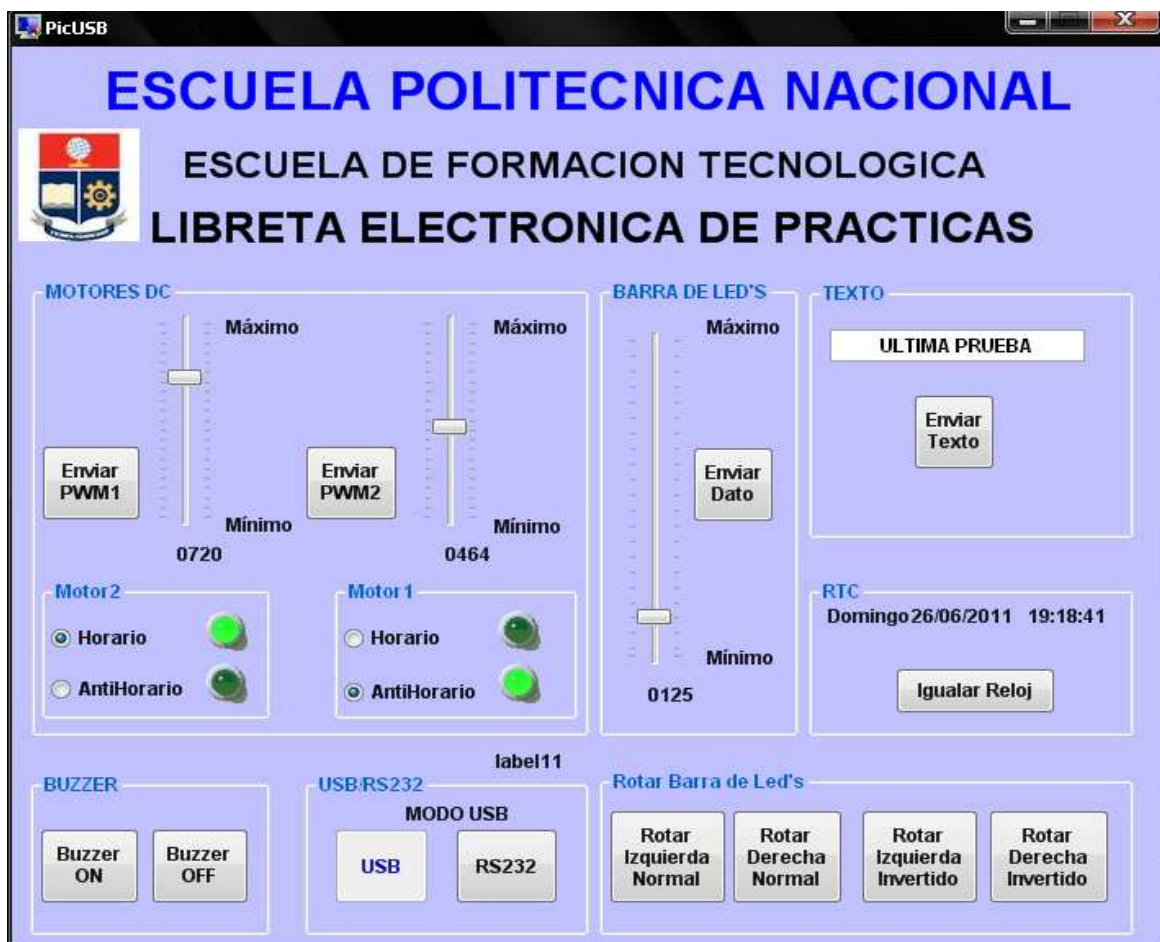 PicUSB
ESCUELA POLITECNICA NACIONAL
ESCUELA DE FORMACION TECNOLOGICA
LIBRETA ELECTRONICA DE PRACTICAS
MOTORES DC
Máximo
Máximo
Enviar
PWM1
Enviar
PWM2
Mínimo
Mínimo
0720
0464
Motor2
Horario
AntiHorario
Motor1
Horario
AntiHorario
BARRA DE LED'S
Máximo
Enviar
Dato
Mínimo
0125
TEXTO
ULTIMA PRUEBA
Enviar
Texto
RTC
Domingo 26/06/2011 19:18:41
Igualar Reloj
label11
BUZZER
Buzzer
ON
Buzzer
OFF
USB/RS232
MODO USB
USB
RS232
Rotar Barra de Led's
Rotar
Izquierda
Normal
Rotar
Derecha
Normal
Rotar
Izquierda
Invertido
Rotar
Derecha
Invertido